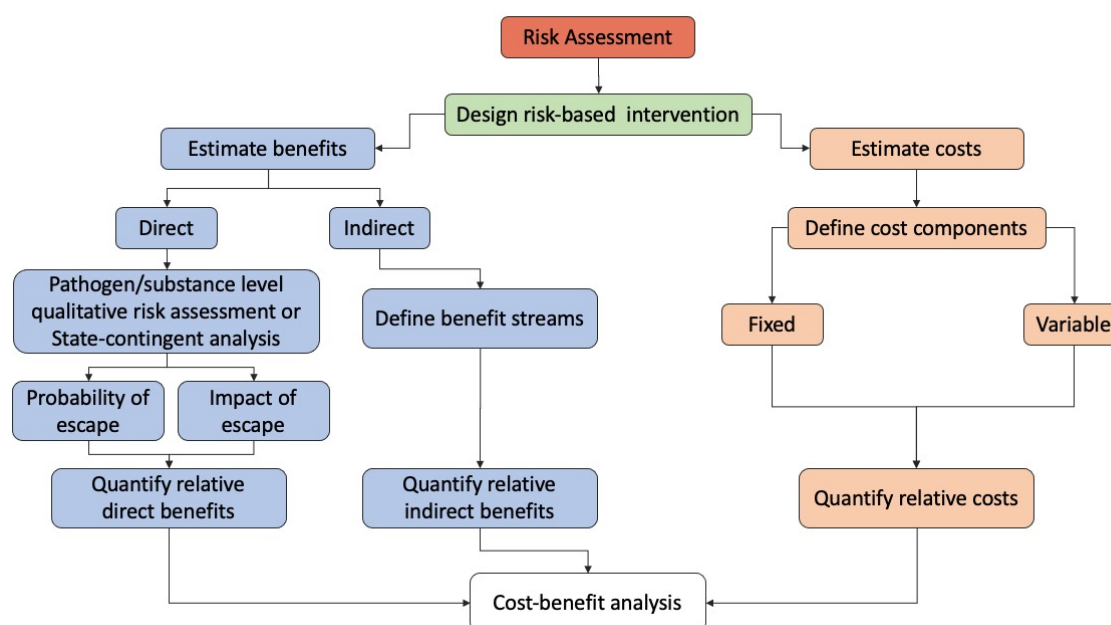 Risk Assessment
Design risk-based intervention
Estimate benefits
Estimate costs
Direct
Indirect
Define cost components
Pathogen/substance level
qualitative risk assessment or
State-contingent analysis
Define benefit streams
Fixed
Variable
Probability of
escape
Impact of
escape
Quantify relative
direct benefits
Quantify relative
indirect benefits
Quantify relative costs
Cost-benefit analysis